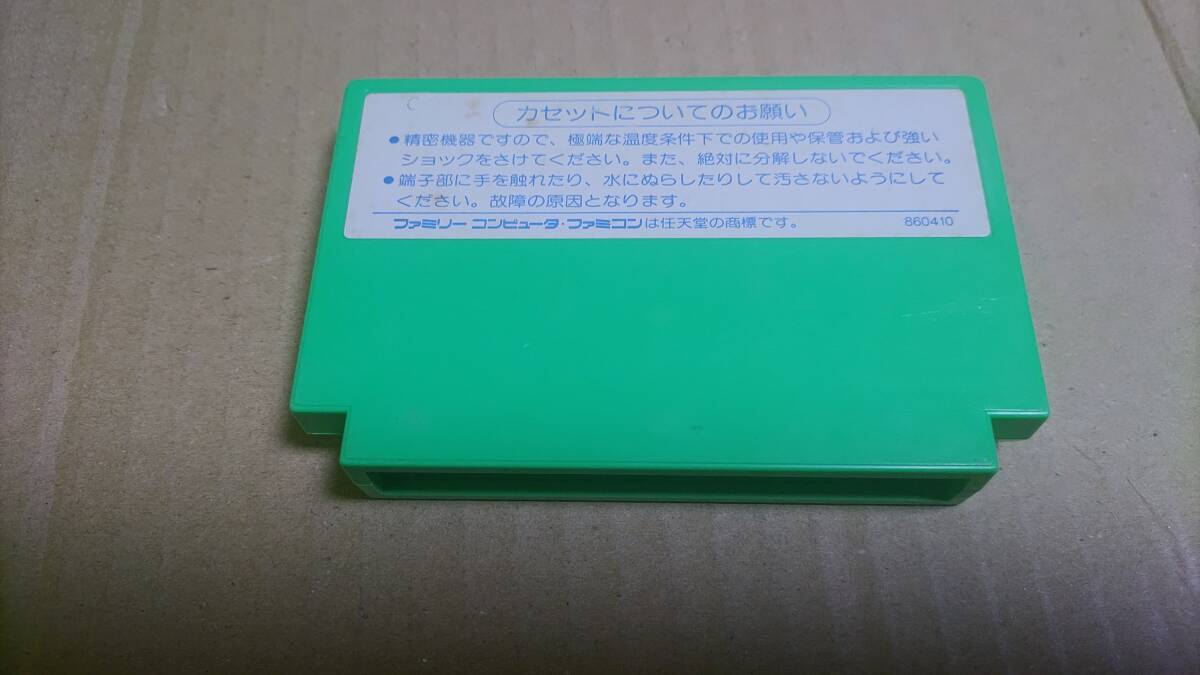 カセットについてのお願い
●精密機器ですので、極端な温度条件下での使用や保管および強い
ショックをさけてください。また、絶対に分解しないでください。
●端子部に手を触れたり、水にぬらしたりして汚さないようにして
ください。故障の原因となります。
ファミリー コンピュータ・ファミコンは任天堂の商標です。 860410